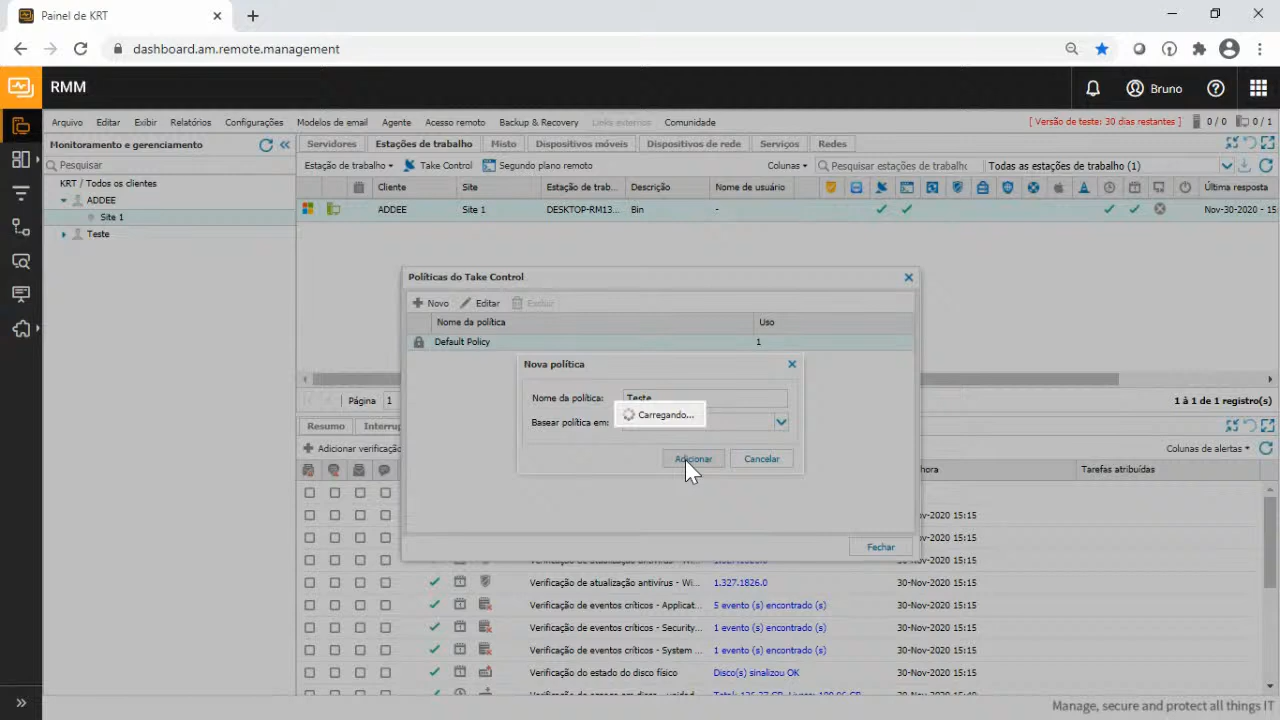 Painel de KRT
dashboard.am.remote.management
RMM
Bruno
Arquivo Editar Exibir Relatórios Configurações Modelos de email Agente Acesso remoto Backup & Recovery Links externos Comunidade
[ Versão de teste: 30 dias restantes ] 0 / 0 0 / 1
Monitoramento e gerenciamento
Servidores Estações de trabalho Misto Dispositivos móveis Dispositivos de rede Serviços Redes
Pesquisar
Estação de trabalho Take Control Segundo plano remoto Colunas Pesquisar estações de trabalho Todas as estações de trabalho (1)
KRT / Todos os clientes
Cliente Site Estação de trab... Descrição Nome de usuário Última resposta
ADDEE
Site 1
Teste
ADDEE Site 1 DESKTOP-RM13... Bin - Nov-30-2020 - 15
Políticas do Take Control
Novo Editar Excluir
Nome da política Uso
Default Policy 1
Nova política
Nome da política: Teste
Carregando...
Basear política em:
Adicionar Cancelar
Fechar
Página 1
1 à 1 de 1 registro(s)
Resumo Interrup
Adicionar verificação
Colunas de alertas
hora Tarefas atribuídas
ov-2020 15:15
ov-2020 15:15
ov-2020 15:15
Verificação de atualização antivírus - Wi... 1.327.1826.0 30-Nov-2020 15:15
Verificação de eventos críticos - Applicat... 5 evento (s) encontrado (s) 30-Nov-2020 15:15
Verificação de eventos críticos - Security... 1 evento (s) encontrado (s) 30-Nov-2020 15:15
Verificação de eventos críticos - System ... 1 evento (s) encontrado (s) 30-Nov-2020 15:15
Verificação do estado do disco físico Disco(s) sinalizou OK 30-Nov-2020 15:15
Manage, secure and protect all things IT